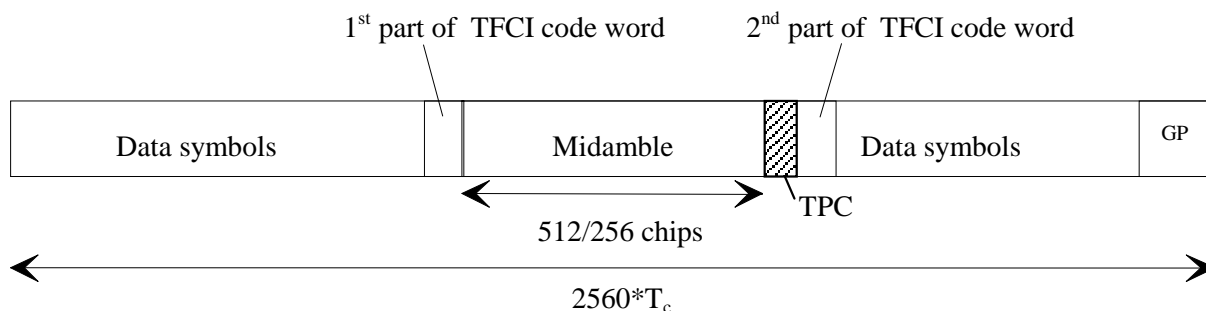 1st part of TFCI code word
2nd part of TFCI code word
Data symbols
Midamble
Data symbols
GP
TPC
512/256 chips
2560*Tc